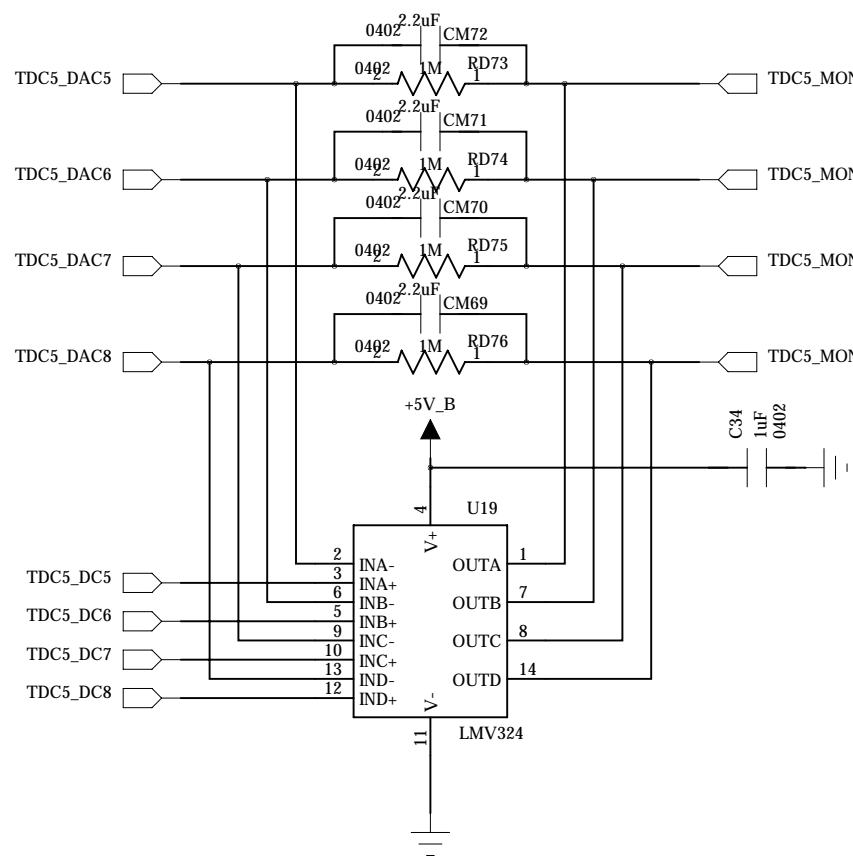 2.2uF
0402 CM72
TDC5_DAC5 0402 2 1M 1 RD73 TDC5_MON
2.2uF
0402 CM71
TDC5_DAC6 0402 2 1M 1 RD74 TDC5_MON
2.2uF
0402 CM70
TDC5_DAC7 0402 2 1M 1 RD75 TDC5_MON
2.2uF
0402 CM69
TDC5_DAC8 0402 2 1M 1 RD76 TDC5_MON
+5V_B
C34
1uF
0402
4 U19
V+
2 INA- OUTA 1
TDC5_DC5 3 INA+
6 INB- OUTB 7
TDC5_DC6 5 INB+
9 INC- OUTC 8
TDC5_DC7 10 INC+
13 IND- OUTD 14
TDC5_DC8 12 IND+
V-
11 LMV324